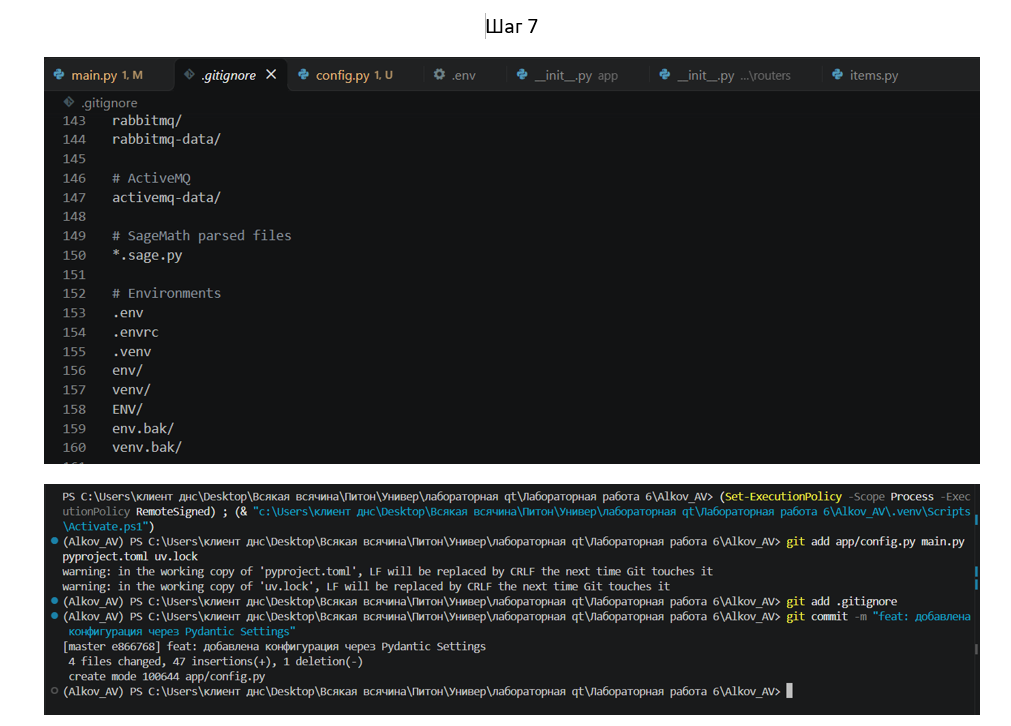 Шаг 7
main.py 1, M .gitignore config.py 1, U .env __init__.py app __init__.py ...\routers items.py
.gitignore
143 rabbitmq/
144 rabbitmq-data/
145
146 # ActiveMQ
147 activemq-data/
148
149 # SageMath parsed files
150 *.sage.py
151
152 # Environments
153 .env
154 .envrc
155 .venv
156 env/
157 venv/
158 ENV/
159 env.bak/
160 venv.bak/
PS C:\Users\клиент днс\Desktop\Всякая всячина\Питон\Универ\лабораторная qt\Лабораторная работа 6\Alkov_AV> (Set-ExecutionPolicy -Scope Process -Exec
utionPolicy RemoteSigned) ; (& "c:\Users\клиент днс\Desktop\Всякая всячина\Питон\Универ\лабораторная qt\Лабораторная работа 6\Alkov_AV\.venv\Scripts
\Activate.ps1")
(Alkov_AV) PS C:\Users\клиент днс\Desktop\Всякая всячина\Питон\Универ\лабораторная qt\Лабораторная работа 6\Alkov_AV> git add app/config.py main.py
pyproject.toml uv.lock
warning: in the working copy of 'pyproject.toml', LF will be replaced by CRLF the next time Git touches it
warning: in the working copy of 'uv.lock', LF will be replaced by CRLF the next time Git touches it
(Alkov_AV) PS C:\Users\клиент днс\Desktop\Всякая всячина\Питон\Универ\лабораторная qt\Лабораторная работа 6\Alkov_AV> git add .gitignore
(Alkov_AV) PS C:\Users\клиент днс\Desktop\Всякая всячина\Питон\Универ\лабораторная qt\Лабораторная работа 6\Alkov_AV> git commit -m "feat: добавлена
конфигурация через Pydantic Settings"
[master e866768] feat: добавлена конфигурация через Pydantic Settings
4 files changed, 47 insertions(+), 1 deletion(-)
create mode 100644 app/config.py
(Alkov_AV) PS C:\Users\клиент днс\Desktop\Всякая всячина\Питон\Универ\лабораторная qt\Лабораторная работа 6\Alkov_AV>